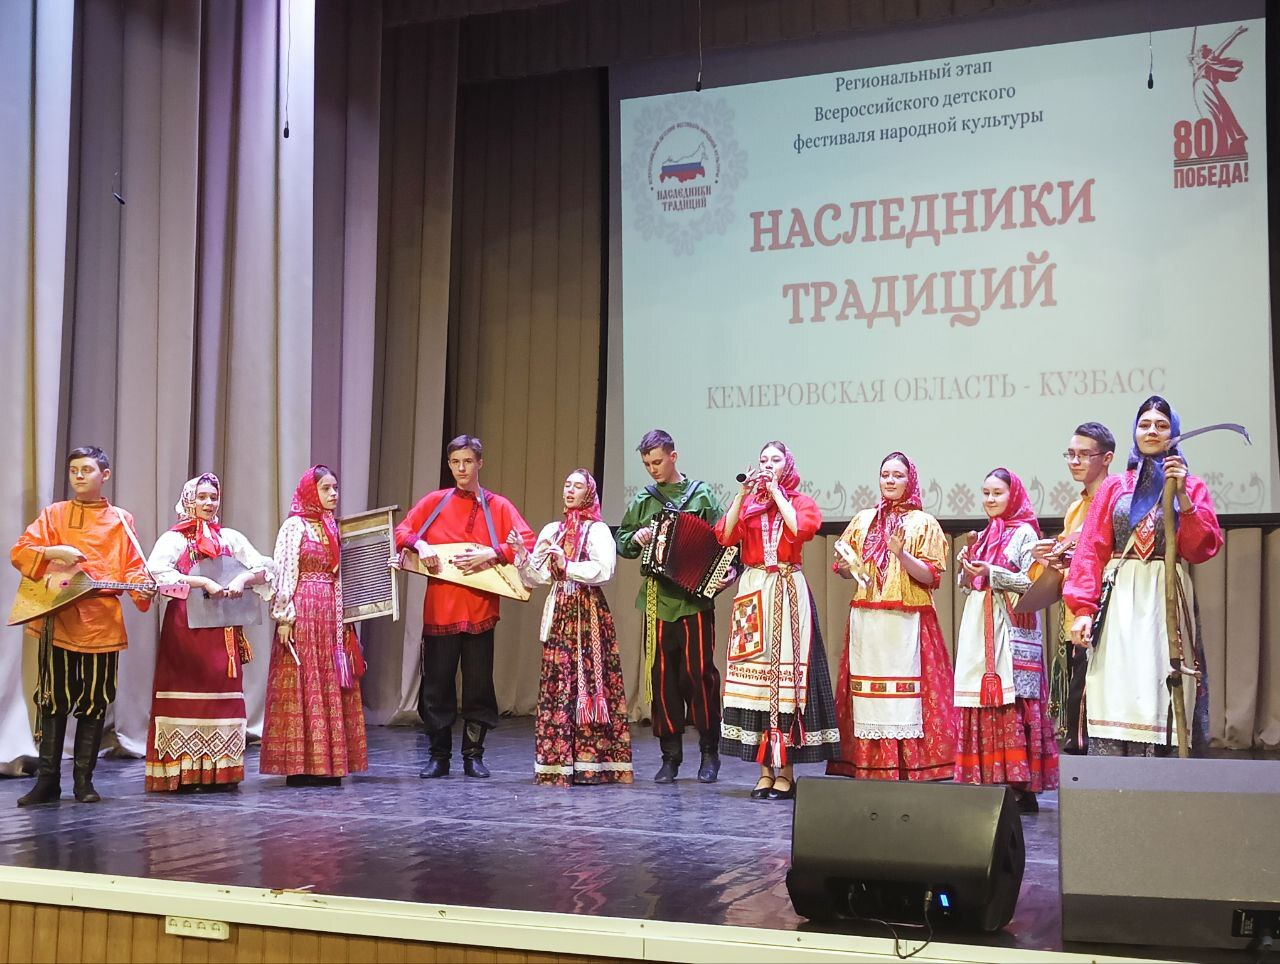 Региональный этап
Всероссийского детского
фестиваля народной культуры
НАСЛЕДНИКИ
ТРАДИЦИЙ
80
ПОБЕДА!
НАСЛЕДНИКИ
ТРАДИЦИЙ
КЕМЕРОВСКАЯ ОБЛАСТЬ - КУЗБАСС